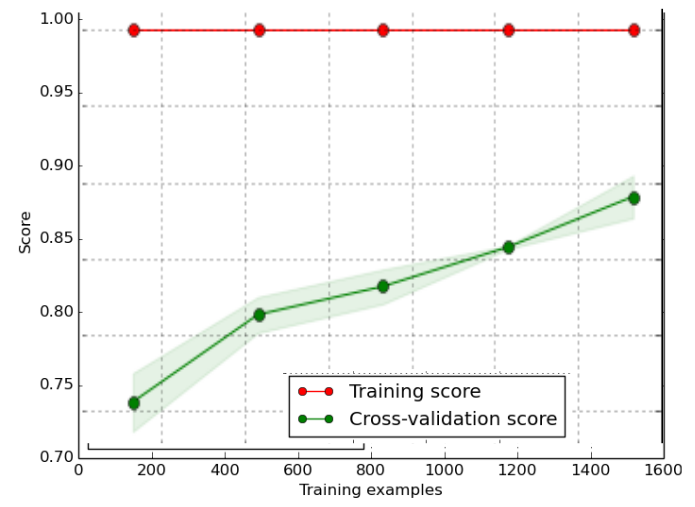 1.00
0.95
0.90
0.85
0.80
0.75
0.70
Score
0 200 400 600 800 1000 1200 1400 1600
Training examples
Training score
Cross-validation score